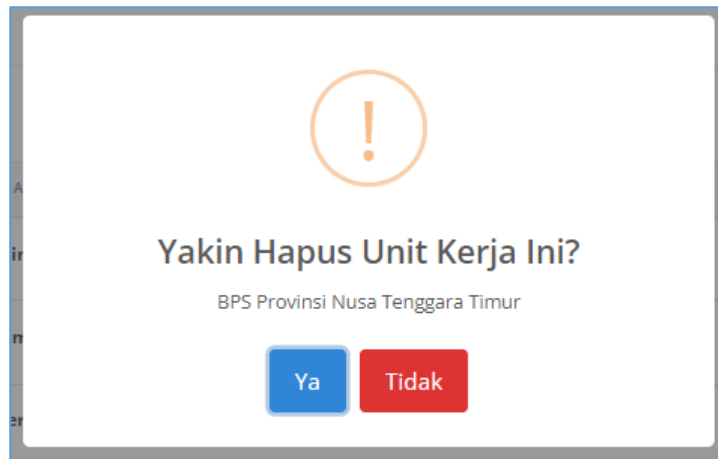 !
Yakin Hapus Unit Kerja Ini?
BPS Provinsi Nusa Tenggara Timur
Ya
Tidak